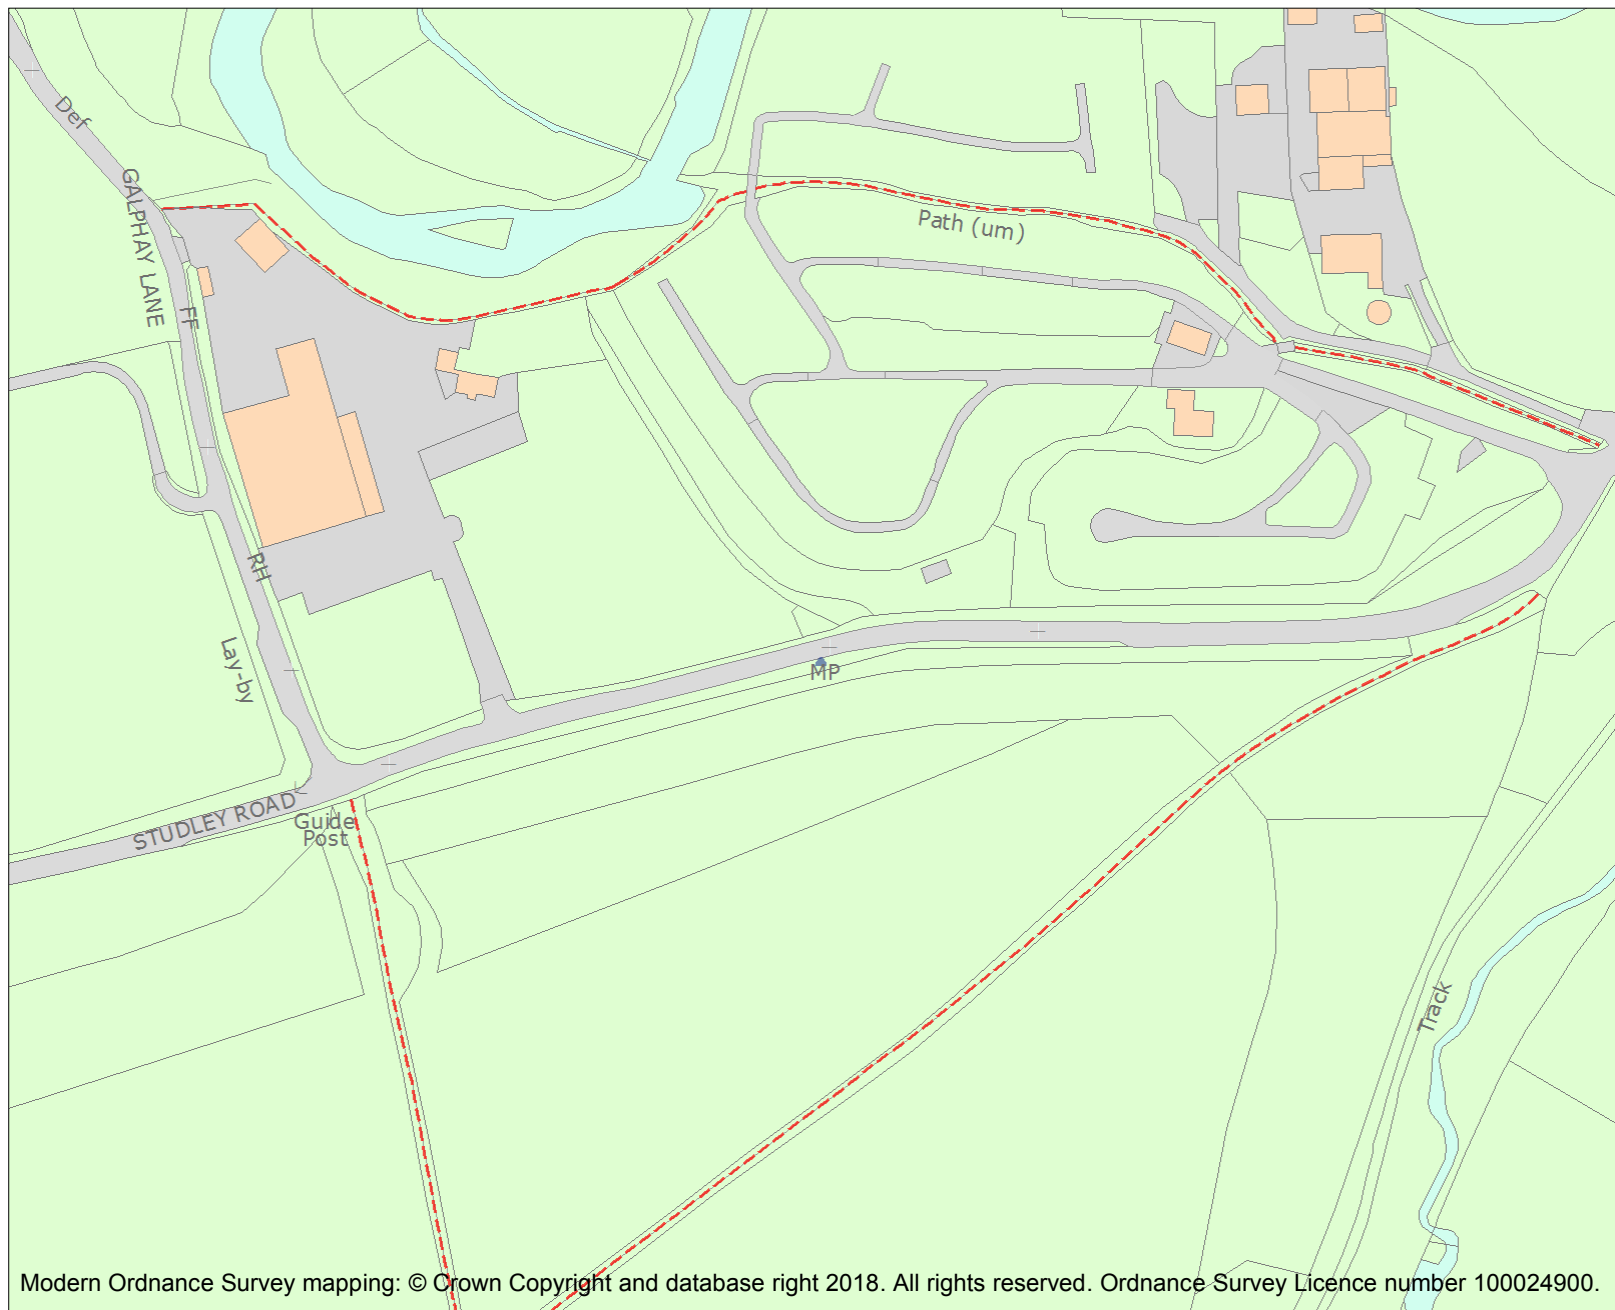 Def
GALPHAY LANE
FF
Path (um)
RH
Lay-by
MP
STUDLEY ROAD
Guide
Post
Track
Modern Ordnance Survey mapping: © Crown Copyright and database right 2018. All rights reserved. Ordnance Survey Licence number 100024900.